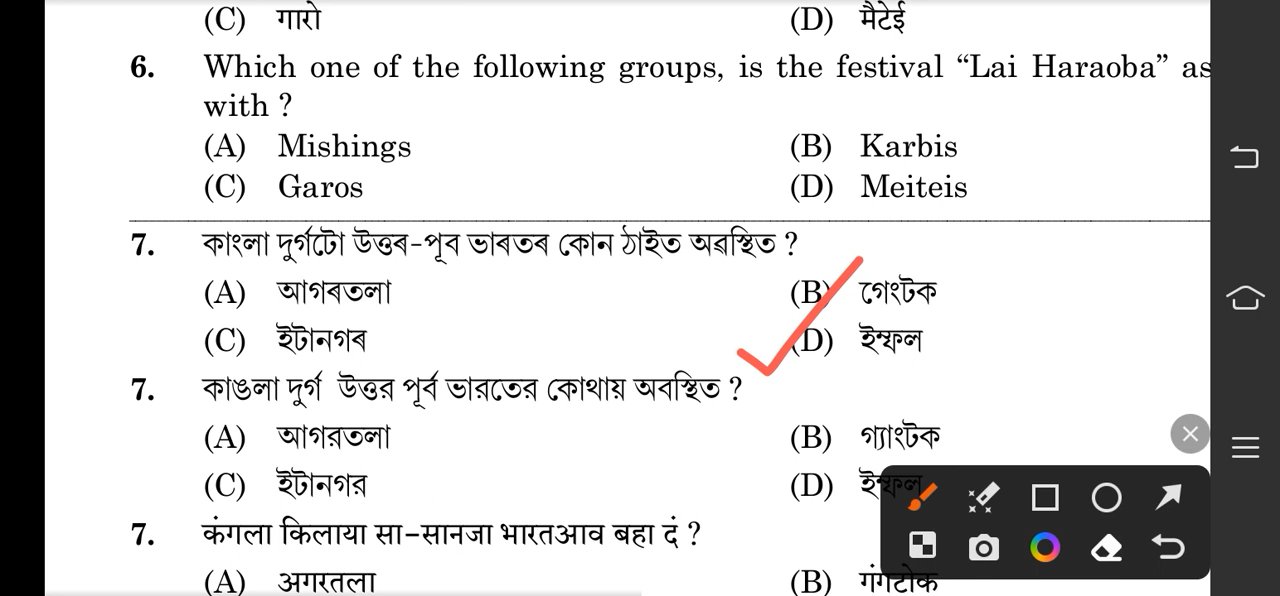 (C) गारो (D) मैटेई
6. Which one of the following groups, is the festival “Lai Haraoba” as
with ?
(A) Mishings (B) Karbis
(C) Garos (D) Meiteis
7. কাংলা দুৰ্গটো উত্তৰ-পূব ভাৰতৰ কোন ঠাইত অৱস্থিত ?
(A) আগৰতলা (B) গেংটক
(C) ইটানগৰ (D) ইম্ফল
7. কাঙলা দুর্গ উত্তর পূর্ব ভারতের কোথায় অবস্থিত ?
(A) আগরতলা (B) গ্যাংটক
(C) ইটানগর (D) ইম্ফল
7. कंगला किलाया सा-सानजा भारतआव बहा दं ?
(A) अगरतला (B) गंगटोक